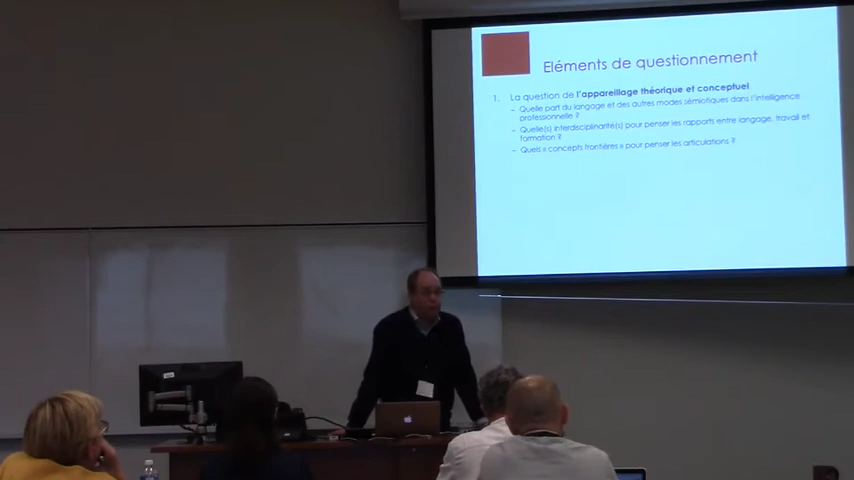 Eléments de questionnement
1. La question de l'appareillage théorique et conceptuel
– Quelle part du langage et des autres modes sémiotiques dans l'intelligence
professionnelle ?
– Quelle(s) interdisciplinarité(s) pour penser les rapports entre langage, travail et
formation ?
– Quels « concepts frontières » pour penser les articulations ?